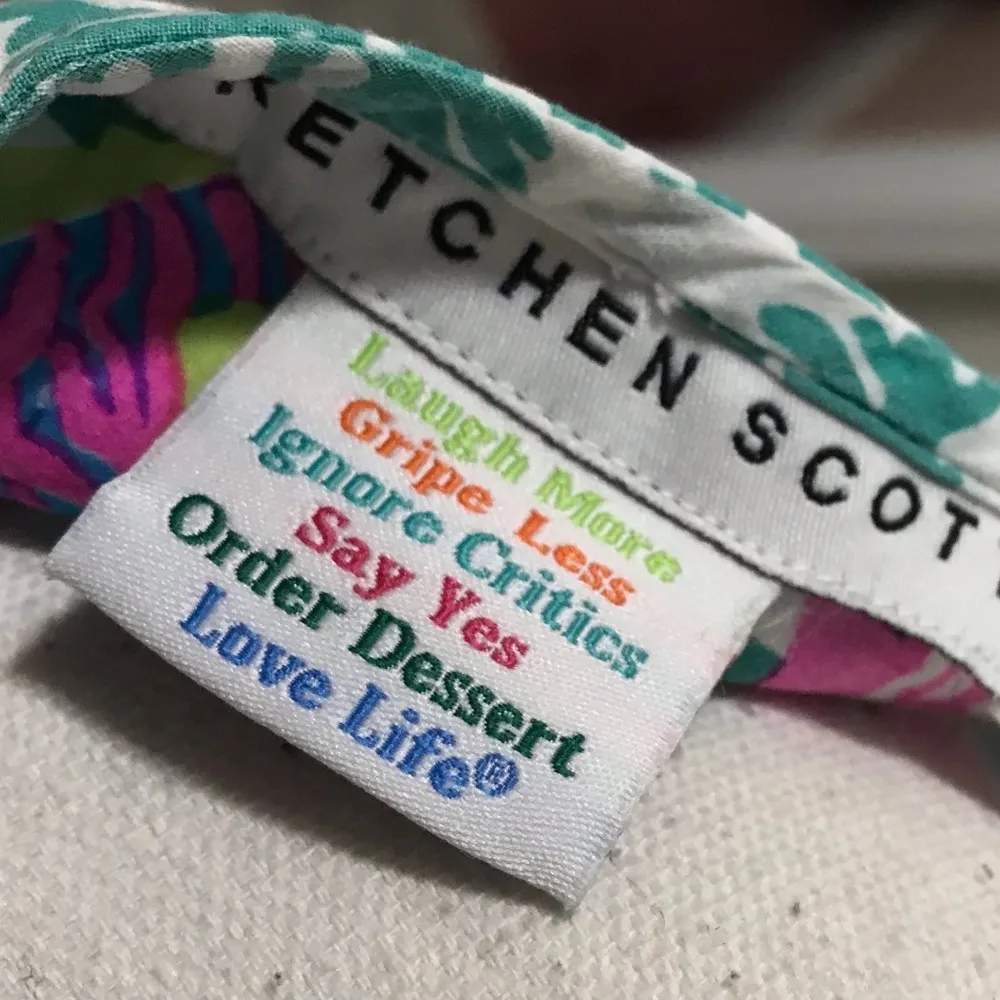 RETCHEN SCOT
Laugh More
Gripe Less
Ignore Critics
Say Yes
Order Dessert
Love Life®